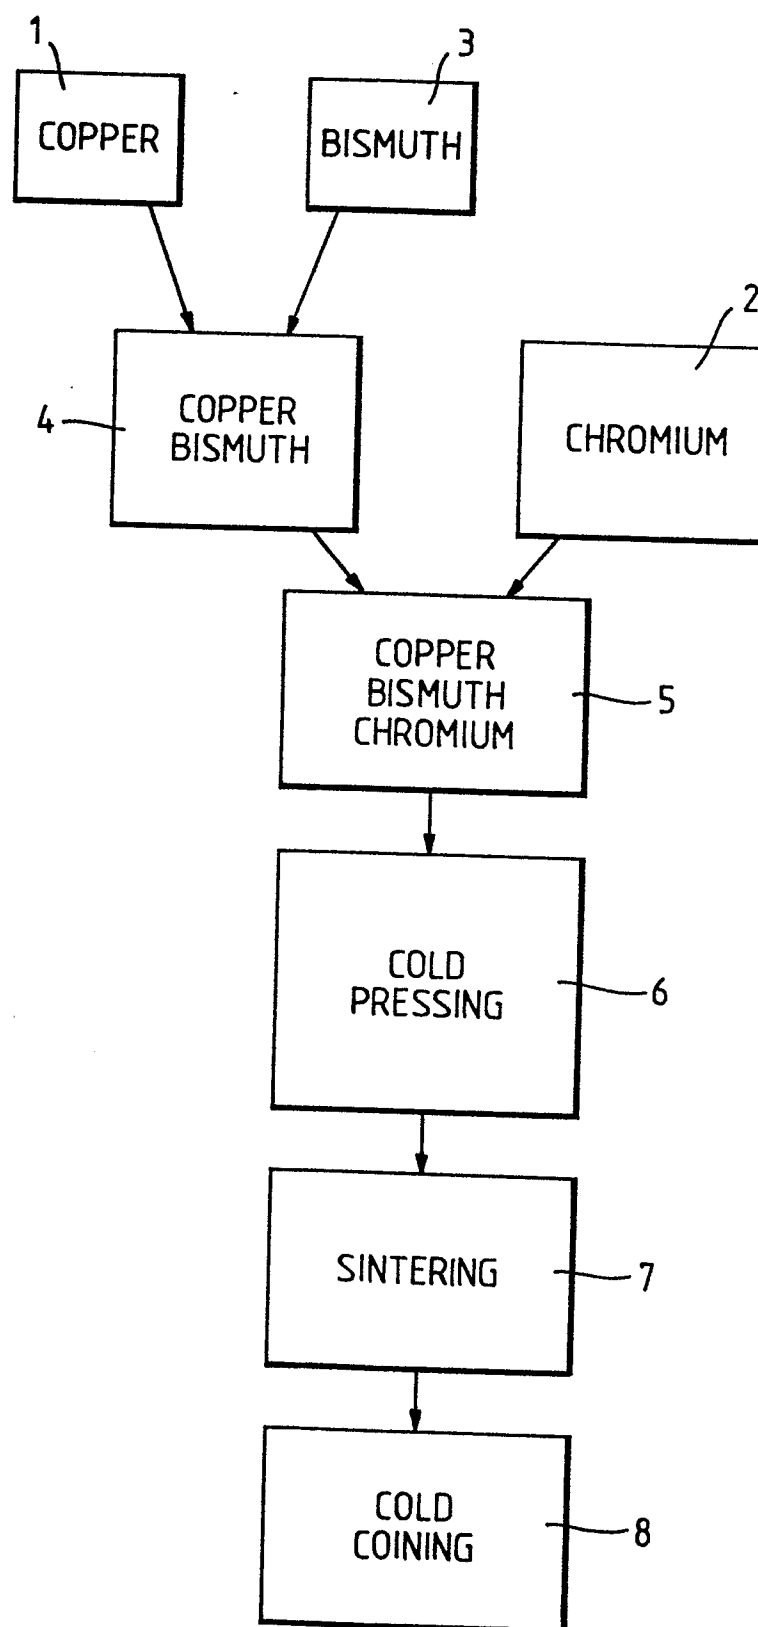 1
3
COPPER
BISMUTH
2
4
COPPER
BISMUTH
CHROMIUM
COPPER
BISMUTH
CHROMIUM
5
COLD
PRESSING
6
SINTERING
7
COLD
COINING
8